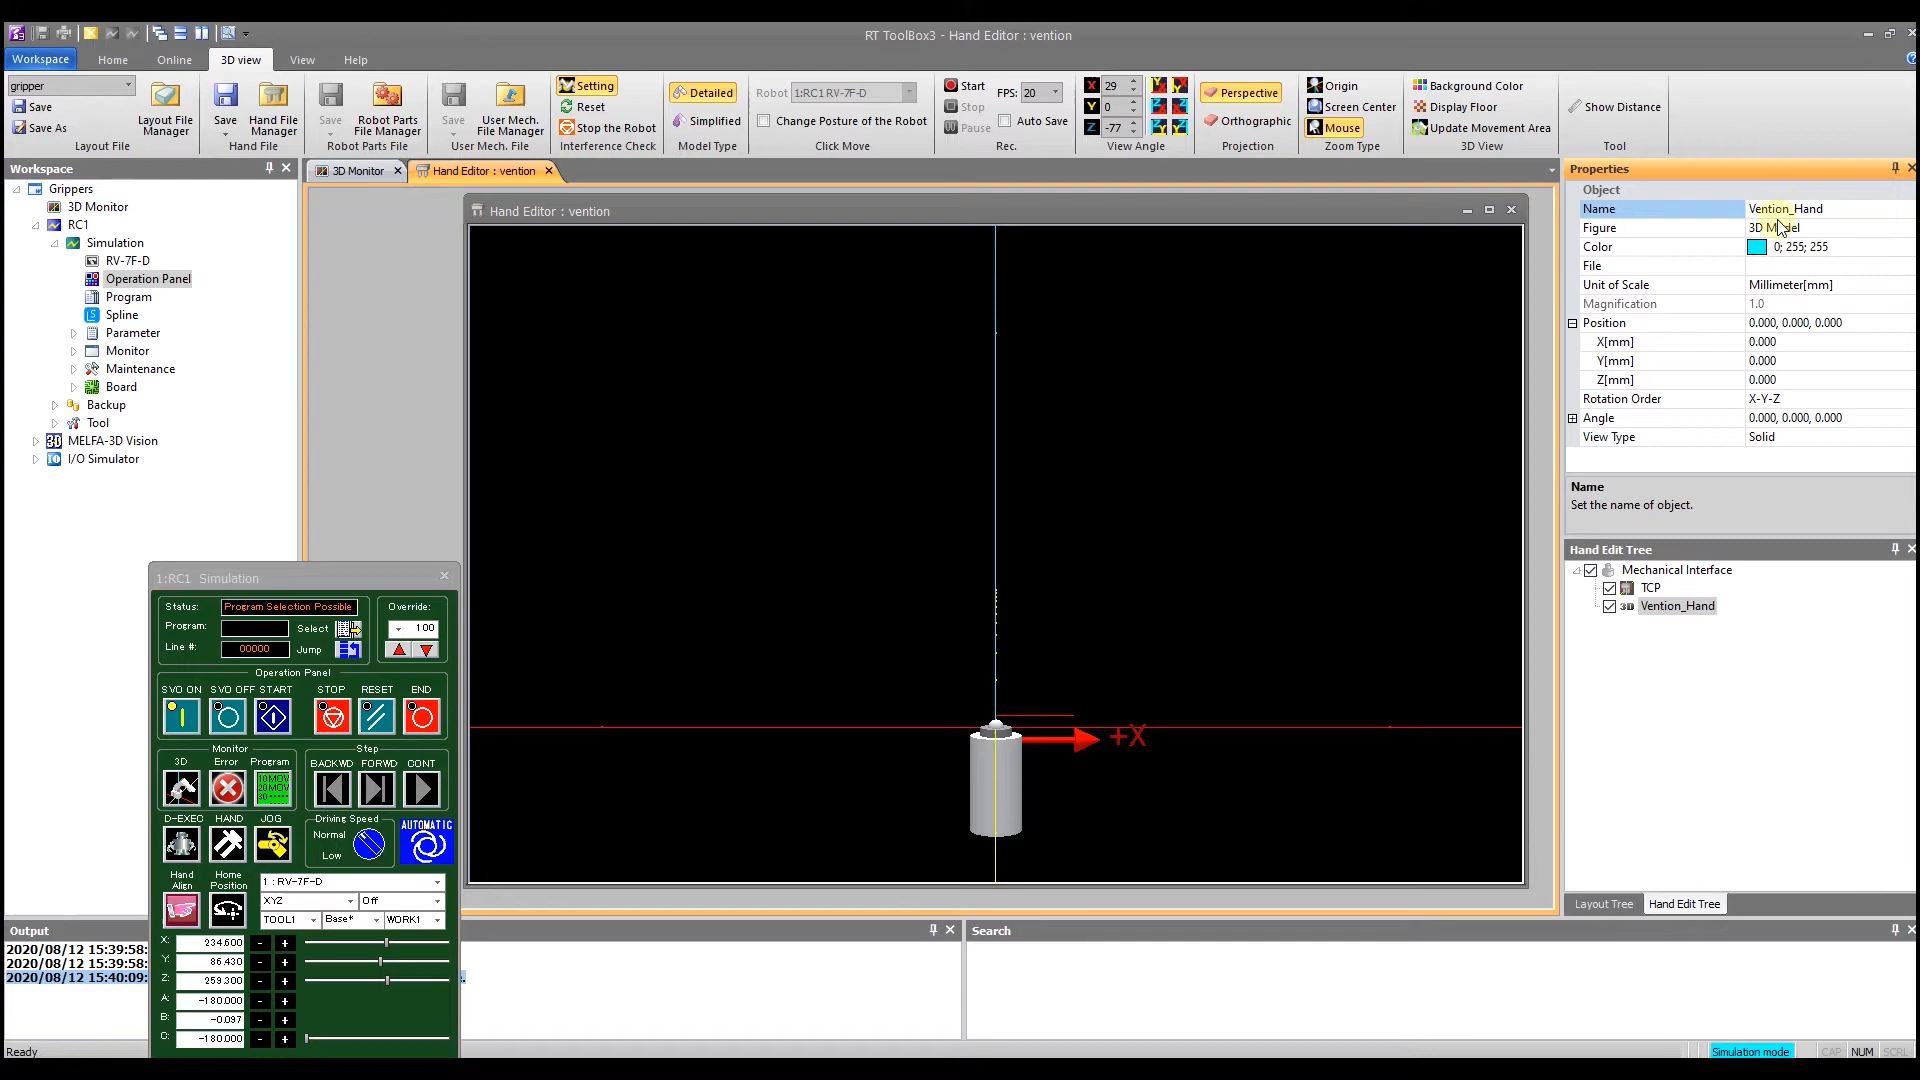 RT ToolBox3 - Hand Editor : vention
Workspace
Home
Online
3D view
View
Help
gripper
Save
Save As
Layout File
Manager
Layout File
Save
Hand File
Manager
Hand File
Save
Robot Parts
File Manager
Robot Parts File
Save
User Mech.
File Manager
User Mech. File
Setting
Reset
Stop the Robot
Interference Check
Detailed
Simplified
Model Type
Robot 1:RC1 RV-7F-D
Change Posture of the Robot
Click Move
Start
Stop
Pause
FPS: 20
Auto Save
Rec.
X 29
Y 0
Z -77
View Angle
Perspective
Orthographic
Projection
Origin
Screen Center
Mouse
Zoom Type
Background Color
Display Floor
Update Movement Area
3D View
Show Distance
Tool
Workspace
Grippers
3D Monitor
RC1
Simulation
RV-7F-D
Operation Panel
Program
Spline
Parameter
Monitor
Maintenance
Board
Backup
Tool
MELFA-3D Vision
I/O Simulator
3D Monitor
Hand Editor : vention
Hand Editor : vention
+X
Properties
Object
Name Vention_Hand
Figure 3D Model
Color 0; 255; 255
File
Unit of Scale Millimeter[mm]
Magnification 1.0
Position 0.000, 0.000, 0.000
X[mm] 0.000
Y[mm] 0.000
Z[mm] 0.000
Rotation Order X-Y-Z
Angle 0.000, 0.000, 0.000
View Type Solid
Name
Set the name of object.
Hand Edit Tree
Mechanical Interface
TCP
3D Vention_Hand
Layout Tree
Hand Edit Tree
1:RC1 Simulation
Status: Program Selection Possible
Override:
Program: Select
100
Line #: 00000 Jump
Operation Panel
SVO ON SVO OFF START STOP RESET END
Monitor
Step
3D Error Program
BACKWD FORWD CONT
10MOV
20MOV
30-----
D-EXEC HAND JOG
Driving Speed
Normal
Low
AUTOMATIC
Hand
Align
Home
Position
1 : RV-7F-D
XYZ Off
TOOL1 Base* WORK1
X: 234.600 - +
Y: 86.430 - +
Z: 259.300 - +
A: -180.000 - +
B: -0.097 - +
C: -180.000 - +
Output
2020/08/12 15:39:58:
2020/08/12 15:39:58:
2020/08/12 15:40:09:
Search
Ready
Simulation mode
CAP
NUM
SCRL